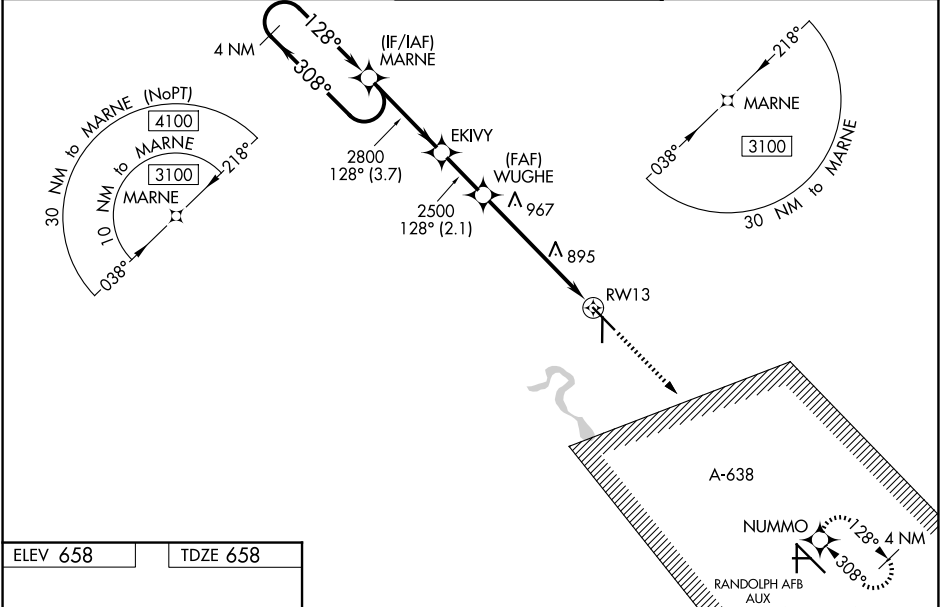 128°
308°
4 NM
(IF/IAF)
MARNE
2800
128° (3.7)
EKIVY
2500
128° (2.1)
(FAF)
WUGHE
967
895
RW13
30 NM to MARNE (NoPT)
4100
10 NM to MARNE
3100
MARNE
218°
038°
218°
MARNE
3100
038°
30 NM to MARNE
A-638
NUMMO
128°
4 NM
308°
RANDOLPH AFB
AUX
ELEV 658
TDZE 658